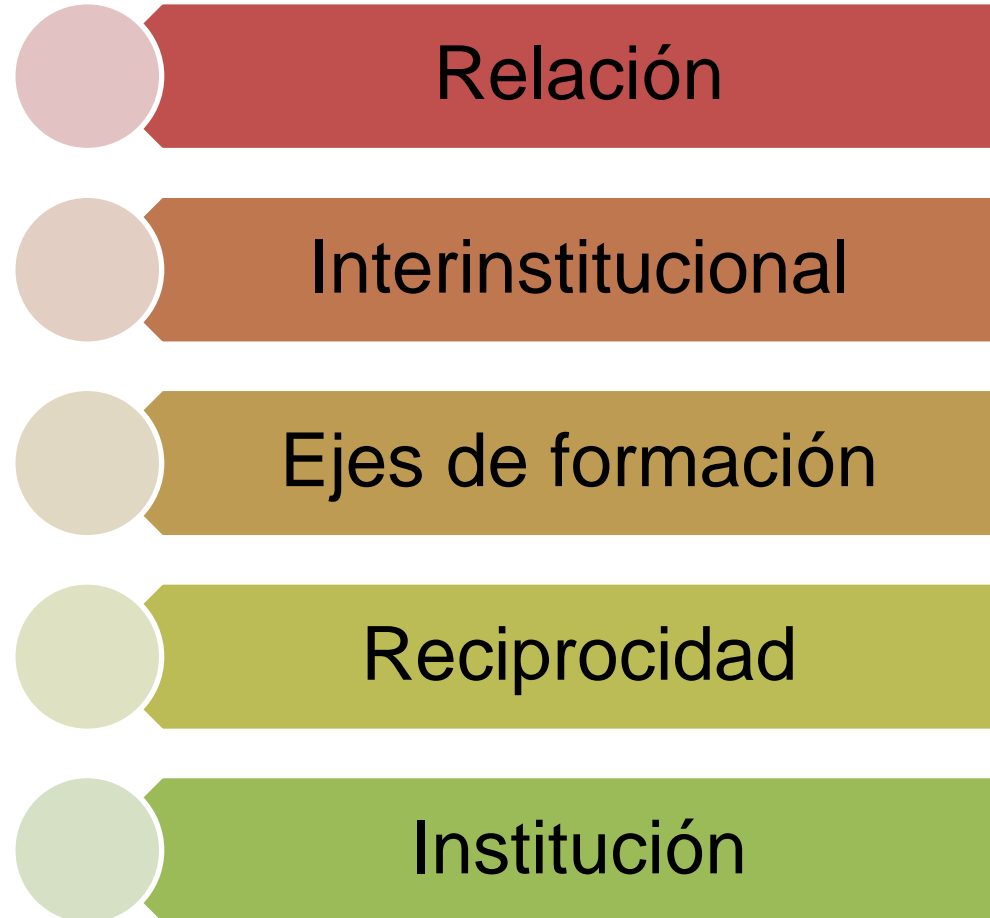 Relación
Interinstitucional
Ejes de formación
Reciprocidad
Institución